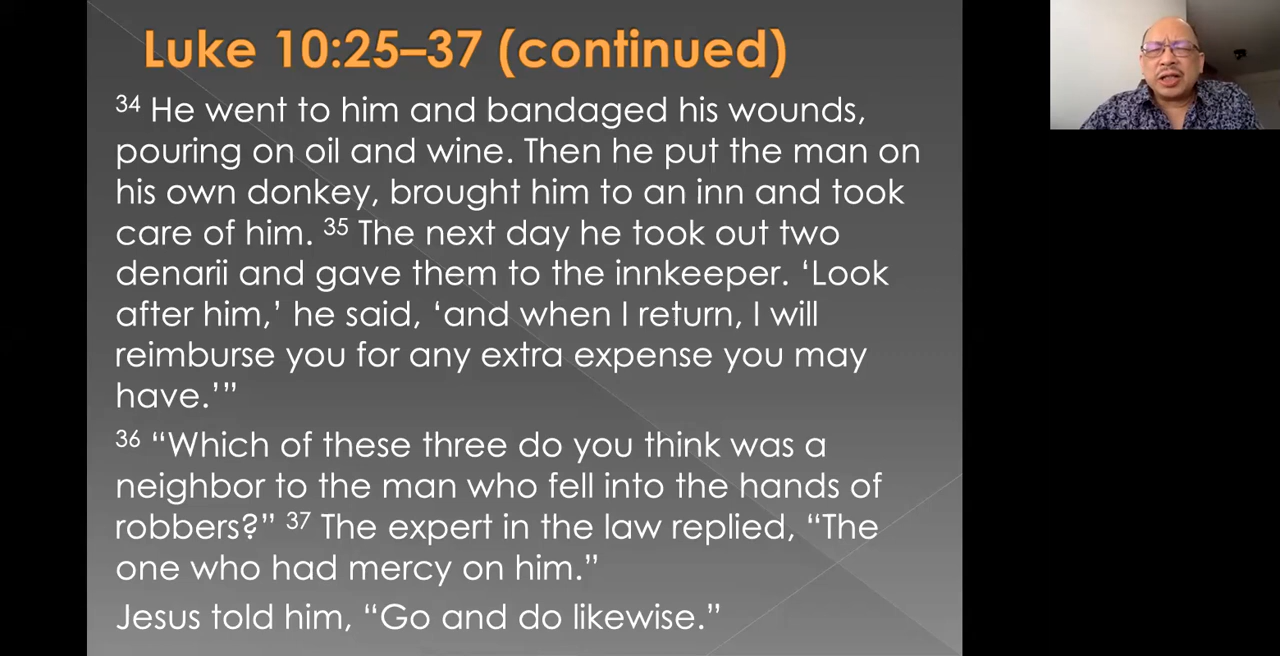 Luke 10:25–37 (continued)
34 He went to him and bandaged his wounds,
pouring on oil and wine. Then he put the man on
his own donkey, brought him to an inn and took
care of him. 35 The next day he took out two
denarii and gave them to the innkeeper. ‘Look
after him,’ he said, ‘and when I return, I will
reimburse you for any extra expense you may
have.’”
36 “Which of these three do you think was a
neighbor to the man who fell into the hands of
robbers?” 37 The expert in the law replied, “The
one who had mercy on him.”
Jesus told him, “Go and do likewise.”